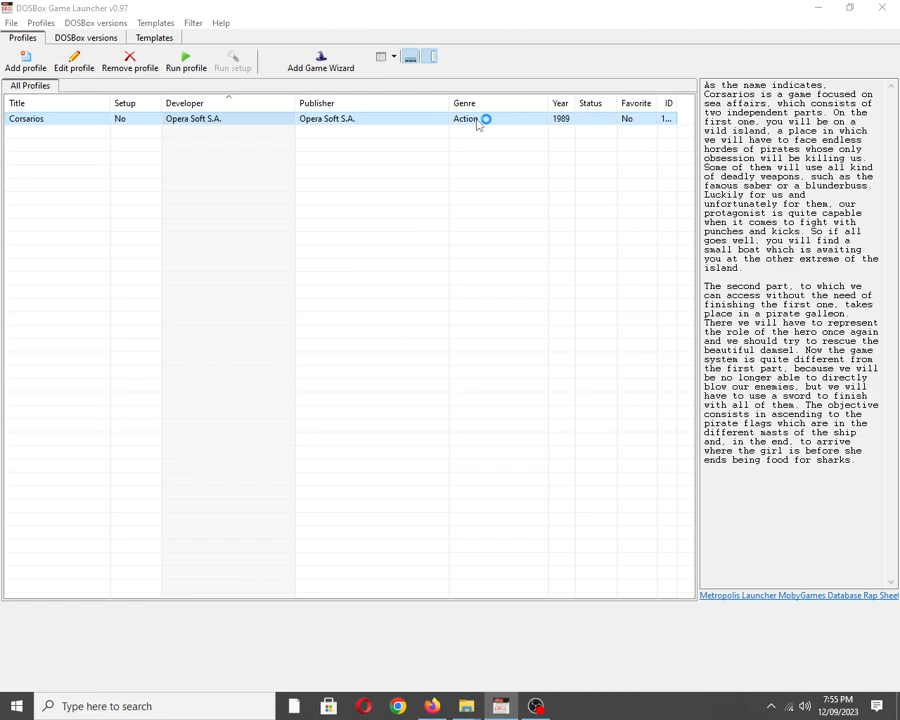 DOSBox Game Launcher v0.97
File Profiles DOSBox versions Templates Filter Help
Profiles DOSBox versions Templates
Add profile Edit profile Remove profile Run profile Run setup Add Game Wizard
All Profiles
Title Setup Developer Publisher Genre Year Status Favorite ID
Corsarios No Opera Soft S.A. Opera Soft S.A. Action 1989 No 1...
As the name indicates,
Corsarios is a game focused on
sea affairs, which consists of
two independent parts. On the
first one, you will be on a
wild island, a place in which
we will have to face endless
hordes of pirates whose only
obsession will be killing us.
Some of them will use all kind
of deadly weapons, such as the
famous saber or a blunderbuss.
Luckily for us and
unfortunately for them, our
protagonist is quite capable
when it comes to fight with
punches and kicks. So if all
goes well, you will find a
small boat which is awaiting
you at the other extreme of the
island.
The second part, to which we
can access without the need of
finishing the first one, takes
place in a pirate galleon.
There we will have to represent
the role of the hero once again
and we should try to rescue the
beautiful damsel. Now the game
system is quite different from
the first part, because we will
be no longer able to directly
blow our enemies, but we will
have to use a sword to finish
with all of them. The objective
consists in ascending to the
pirate flags which are in the
different masts of the ship
and, in the end, to arrive
where the girl is before she
ends being food for sharks.
Metropolis Launcher MobyGames Database Rap Sheet
Type here to search
7:55 PM
12/09/2023